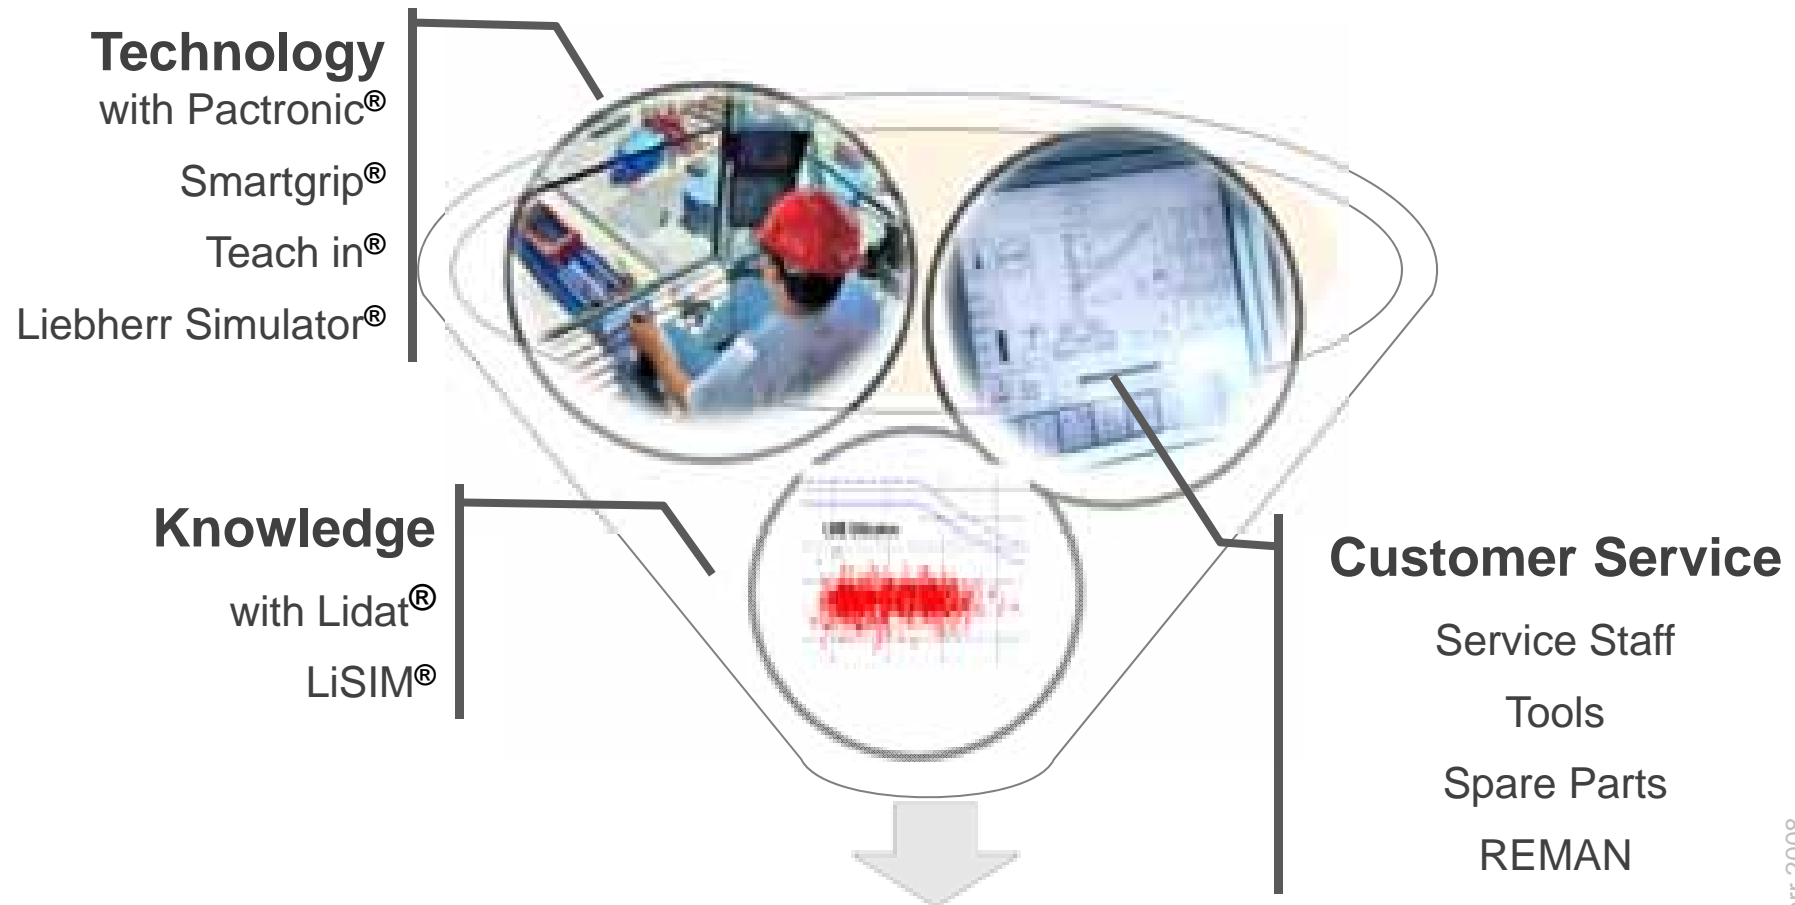 Technology
with Pactronic®
Smartgrip®
Teach in®
Liebherr Simulator®
Knowledge
with Lidat®
LiSIM®
Customer Service
Service Staff
Tools
Spare Parts
REMAN
2008